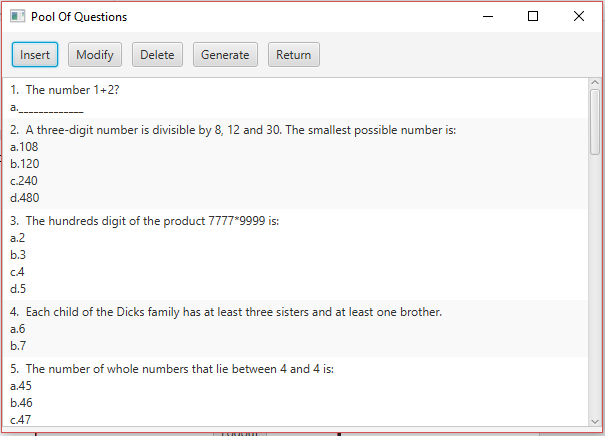 Pool Of Questions
Insert Modify Delete Generate Return
1. The number 1+2?
a.____________
2. A three-digit number is divisible by 8, 12 and 30. The smallest possible number is:
a.108
b.120
c.240
d.480
3. The hundreds digit of the product 7777*9999 is:
a.2
b.3
c.4
d.5
4. Each child of the Dicks family has at least three sisters and at least one brother.
a.6
b.7
5. The number of whole numbers that lie between 4 and 4 is:
a.45
b.46
c.47